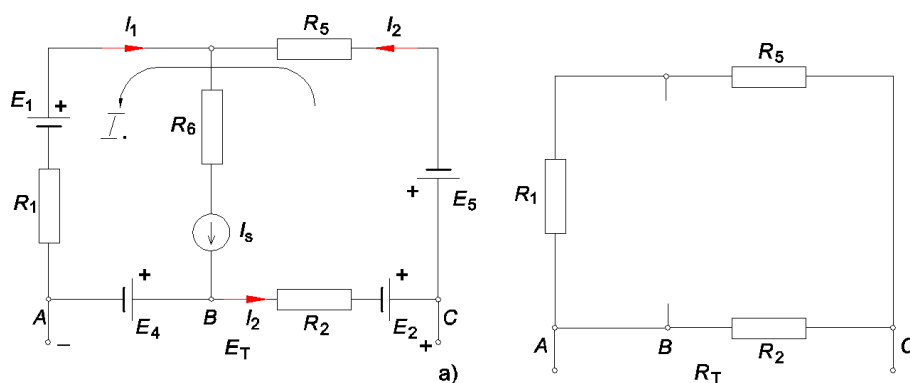 I1 R5 I2
E1 + R6 R5
I.
R1 + E5 R1
Is
+ +
A E4 B I2 R2 E2 C A B R2 C
− ET + RT
a)